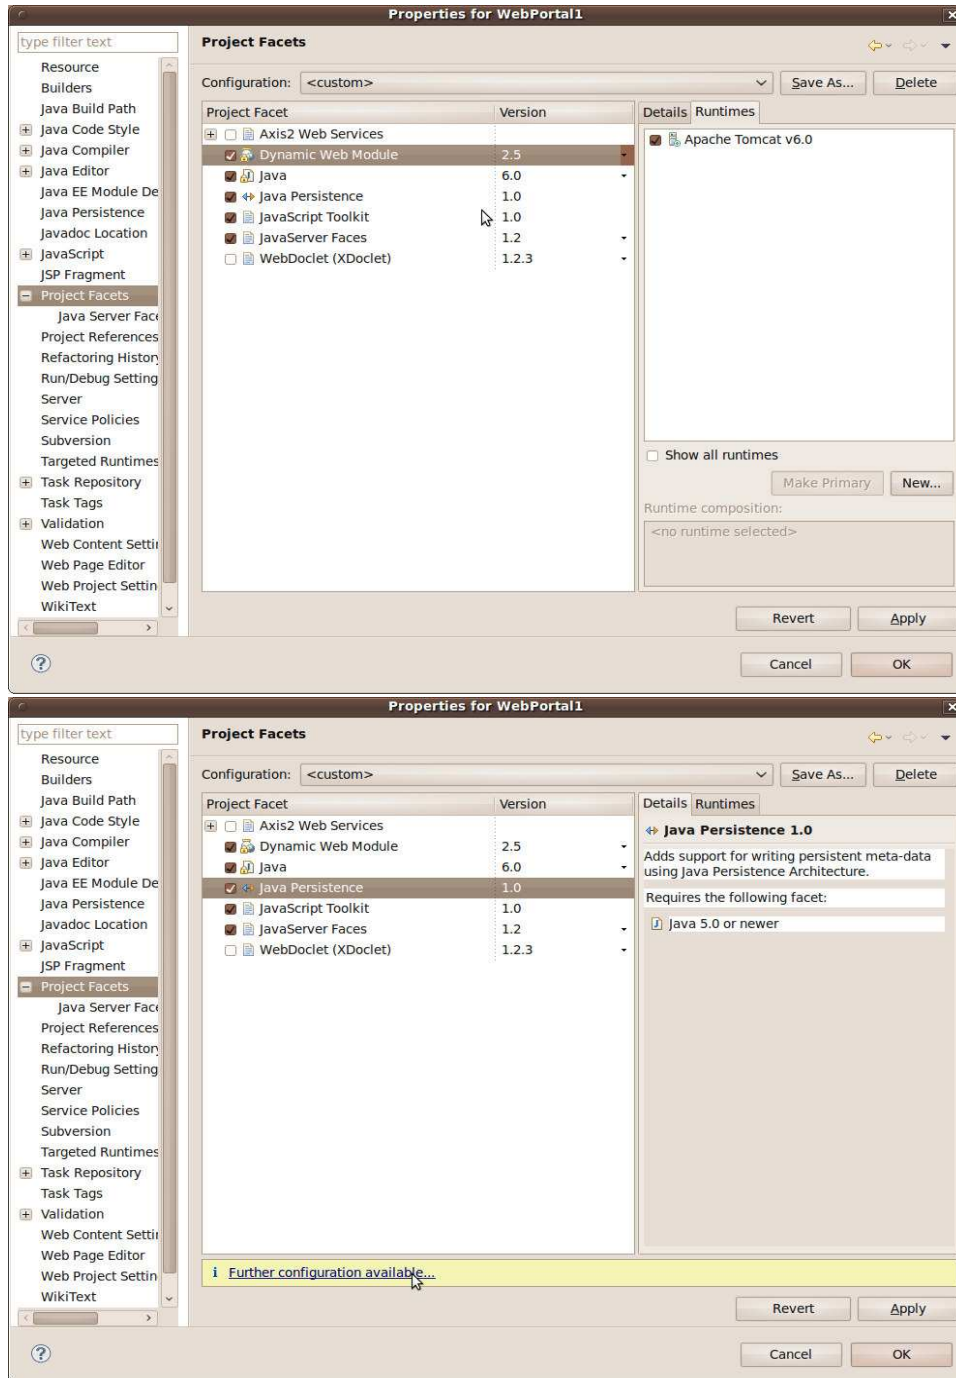 Properties for WebPortal1
type filter text
Resource
Builders
Java Build Path
Java Code Style
Java Compiler
Java Editor
Java EE Module De
Java Persistence
Javadoc Location
JavaScript
JSP Fragment
Project Facets
Java Server Face
Project References
Refactoring History
Run/Debug Setting
Server
Service Policies
Subversion
Targeted Runtimes
Task Repository
Task Tags
Validation
Web Content Settin
Web Page Editor
Web Project Settin
WikiText
Project Facets
Configuration: <custom> Save As... Delete
Project Facet Version
Axis2 Web Services
Dynamic Web Module 2.5
Java 6.0
Java Persistence 1.0
JavaScript Toolkit 1.0
JavaServer Faces 1.2
WebDoclet (XDoclet) 1.2.3
Details Runtimes
Apache Tomcat v6.0
Show all runtimes
Make Primary New...
Runtime composition:
<no runtime selected>
Revert Apply
Cancel OK
Properties for WebPortal1
type filter text
Resource
Builders
Java Build Path
Java Code Style
Java Compiler
Java Editor
Java EE Module De
Java Persistence
Javadoc Location
JavaScript
JSP Fragment
Project Facets
Java Server Face
Project References
Refactoring History
Run/Debug Setting
Server
Service Policies
Subversion
Targeted Runtimes
Task Repository
Task Tags
Validation
Web Content Settin
Web Page Editor
Web Project Settin
WikiText
Project Facets
Configuration: <custom> Save As... Delete
Project Facet Version
Axis2 Web Services
Dynamic Web Module 2.5
Java 6.0
Java Persistence 1.0
JavaScript Toolkit 1.0
JavaServer Faces 1.2
WebDoclet (XDoclet) 1.2.3
Details Runtimes
Java Persistence 1.0
Adds support for writing persistent meta-data
using Java Persistence Architecture.
Requires the following facet:
Java 5.0 or newer
i Further configuration available...
Revert Apply
Cancel OK